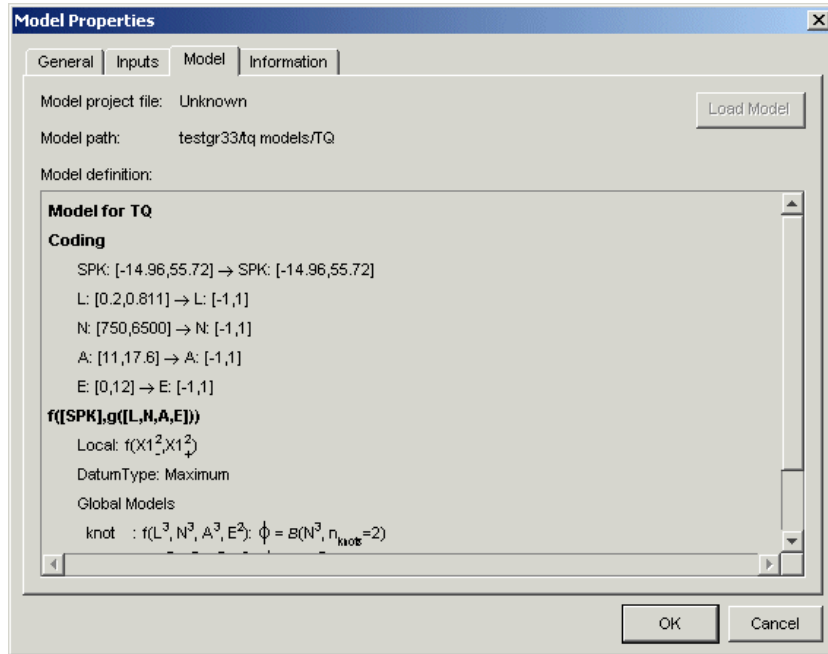 Model Properties
General Inputs Model Information
Model project file: Unknown
Load Model
Model path: testgr33/tq models/TQ
Model definition:
Model for TQ
Coding
SPK: [-14.96,55.72] → SPK: [-14.96,55.72]
L: [0.2,0.811] → L: [-1,1]
N: [750,6500] → N: [-1,1]
A: [11,17.6] → A: [-1,1]
E: [0,12] → E: [-1,1]
f([SPK],g([L,N,A,E]))
Local: f(X1²₋,X1²₊)
DatumType: Maximum
Global Models
knot : f(L³, N³, A³, E²): ϕ = B(N³, n_knots=2)
OK Cancel